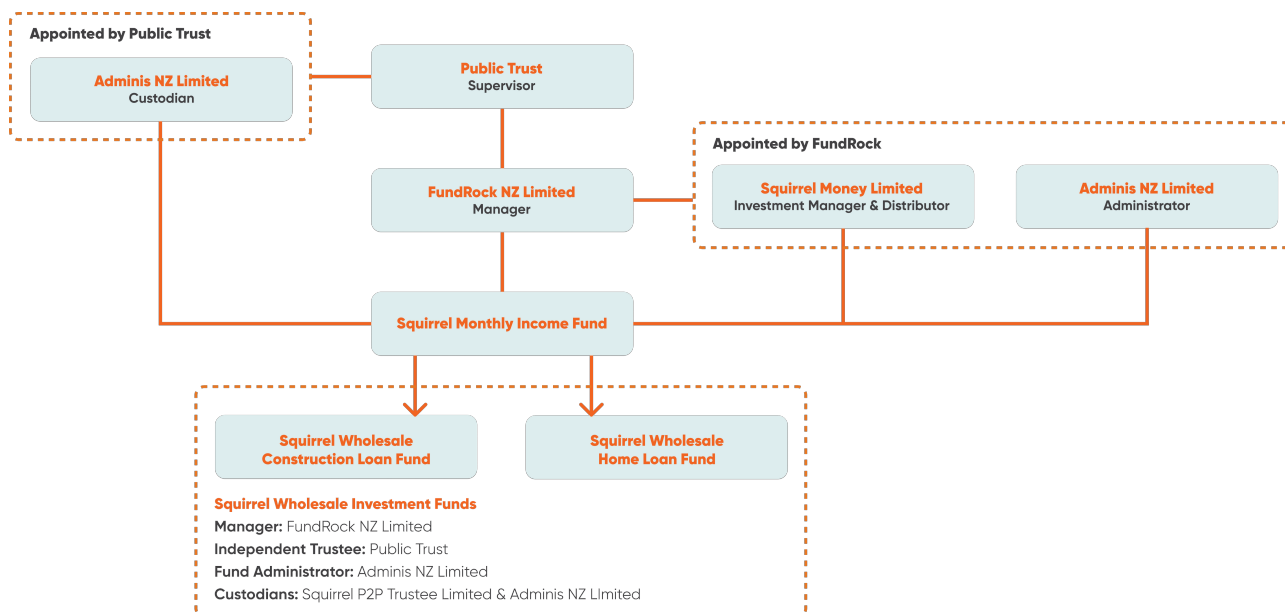 Appointed by Public Trust
Adminis NZ Limited
Custodian
Public Trust
Supervisor
Appointed by FundRock
FundRock NZ Limited
Manager
Squirrel Money Limited
Investment Manager & Distributor
Adminis NZ Limited
Administrator
Squirrel Monthly Income Fund
Squirrel Wholesale
Construction Loan Fund
Squirrel Wholesale
Home Loan Fund
Squirrel Wholesale Investment Funds
Manager: FundRock NZ Limited
Independent Trustee: Public Trust
Fund Administrator: Adminis NZ Limited
Custodians: Squirrel P2P Trustee Limited & Adminis NZ LImited